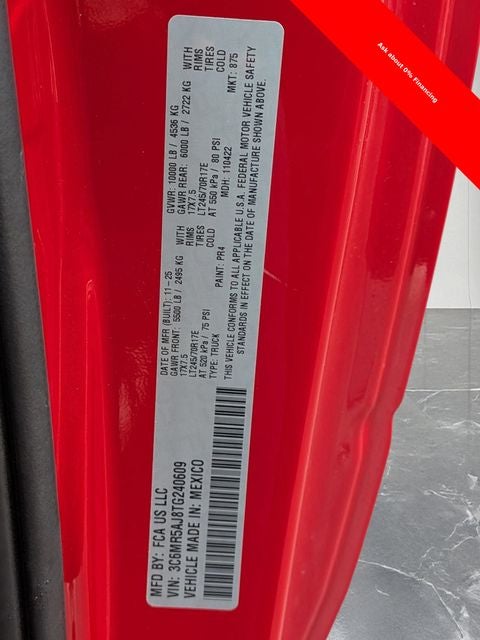 MFD BY: FCA US LLC
VIN: 3C6MR5AJ8TG240609
VEHICLE MADE IN: MEXICO
DATE OF MFR (BUILT): 11-25
GAWR FRONT: 5500 LB / 2495 KG WITH
17X7.5 RIMS
LT245/70R17E TIRES
AT 520 kPa / 75 PSI COLD
TYPE: TRUCK PAINT: PR4
GVWR: 10000 LB / 4536 KG
GAWR REAR: 6000 LB / 2722 KG WITH
17X7.5 RIMS
LT245/70R17E TIRES
AT 550 kPa / 80 PSI COLD
MDH: 110422 MKT: 875
THIS VEHICLE CONFORMS TO ALL APPLICABLE U.S.A. FEDERAL MOTOR VEHICLE SAFETY
STANDARDS IN EFFECT ON THE DATE OF MANUFACTURE SHOWN ABOVE.
Ask about 0% Financing